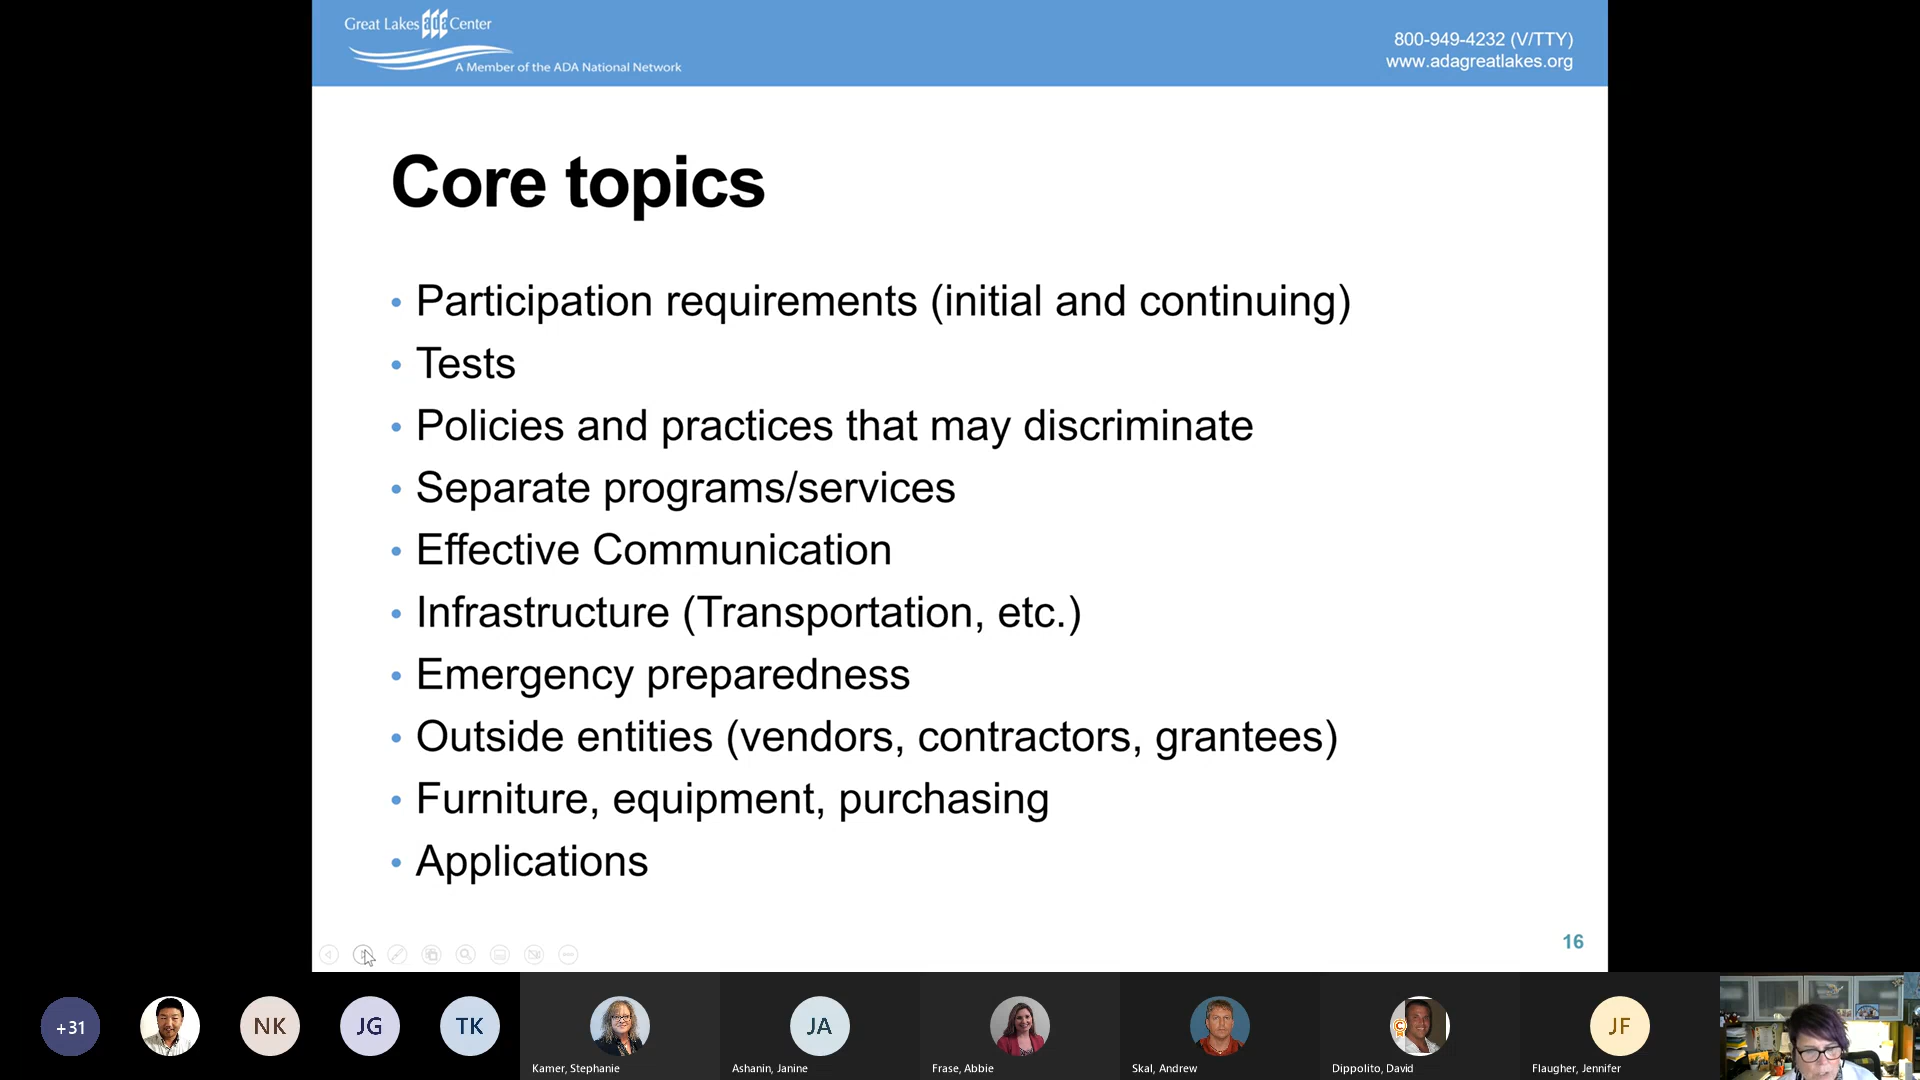 Great Lakes ada Center
A Member of the ADA National Network
800-949-4232 (V/TTY)
www.adagreatlakes.org
Core topics
• Participation requirements (initial and continuing)
• Tests
• Policies and practices that may discriminate
• Separate programs/services
• Effective Communication
• Infrastructure (Transportation, etc.)
• Emergency preparedness
• Outside entities (vendors, contractors, grantees)
• Furniture, equipment, purchasing
• Applications
16
+31
NK
JG
TK
JA
JF
Kamer, Stephanie
Ashanin, Janine
Frase, Abbie
Skal, Andrew
Dippolito, David
Flaugher, Jennifer